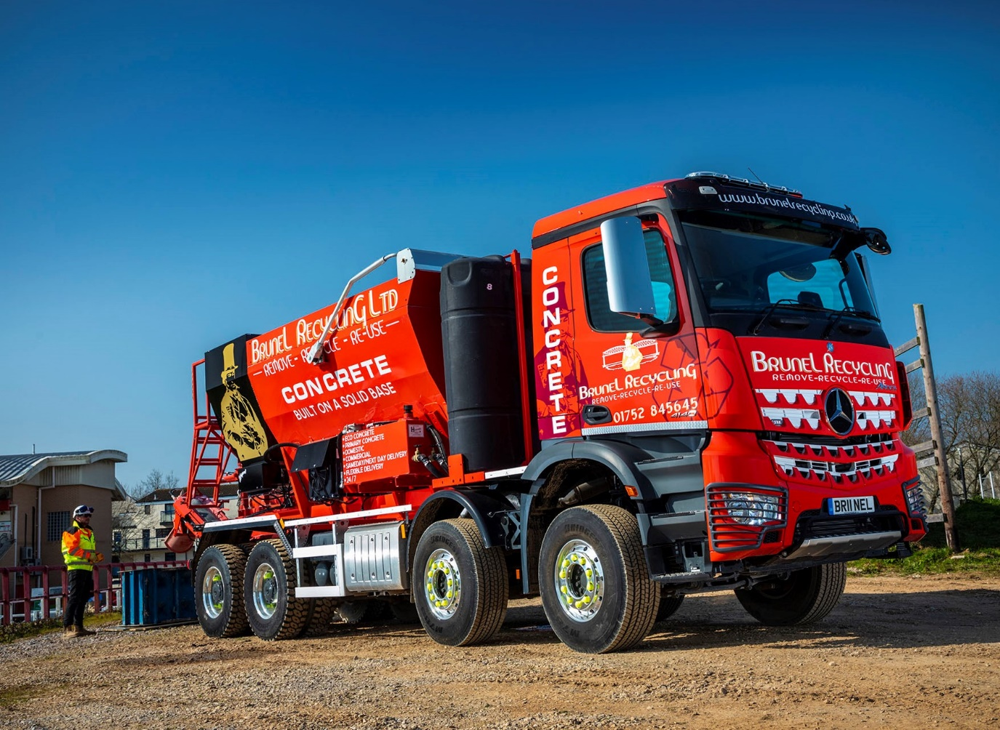 www.brunelrecycling.co.uk
Brunel Recycling Ltd
- REMOVE - RECYCLE - RE-USE -
CONCRETE
BUILT ON A SOLID BASE
• ECO CONCRETE
• PRIMARY CONCRETE
• DOMESTIC
• COMMERCIAL
• SAMEDAY/NEXT DAY DELIVERY
• FLEXIBLE DELIVERY
• 24/7
8
CONCRETE
Brunel Recycling
REMOVE-RECYCLE-RE-USE
01752 845645
Brunel Recycling
REMOVE-RECYCLE-RE-USE
BR11 NEL